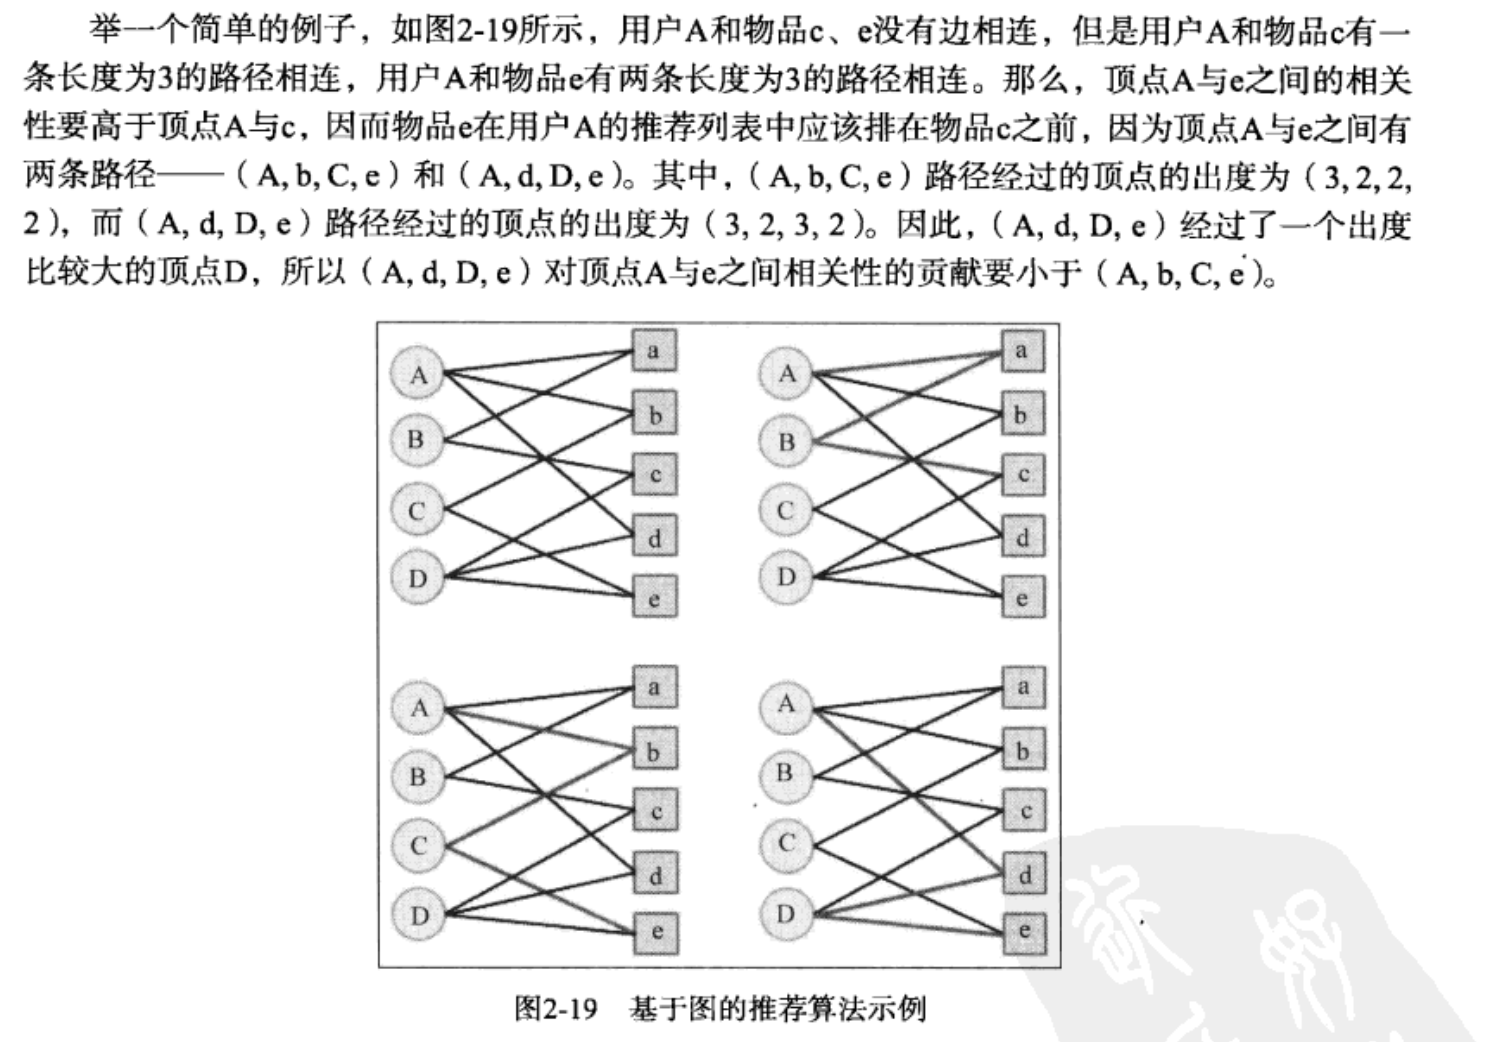 举一个简单的例子，如图2-19所示，用户A和物品c、e没有边相连，但是用户A和物品c有一
条长度为3的路径相连，用户A和物品e有两条长度为3的路径相连。那么，顶点A与e之间的相关
性要高于顶点A与c，因而物品e在用户A的推荐列表中应该排在物品c之前，因为顶点A与e之间有
两条路径——（A, b, C, e）和（A, d, D, e）。其中，（A, b, C, e）路径经过的顶点的出度为（3, 2, 2,
2），而（A, d, D, e）路径经过的顶点的出度为（3, 2, 3, 2）。因此，（A, d, D, e）经过了一个出度
比较大的顶点D，所以（A, d, D, e）对顶点A与e之间相关性的贡献要小于（A, b, C, e）。
A
B
C
D
a
b
c
d
e
A
B
C
D
a
b
c
d
e
A
B
C
D
a
b
c
d
e
A
B
C
D
a
b
c
d
e
图2-19 基于图的推荐算法示例